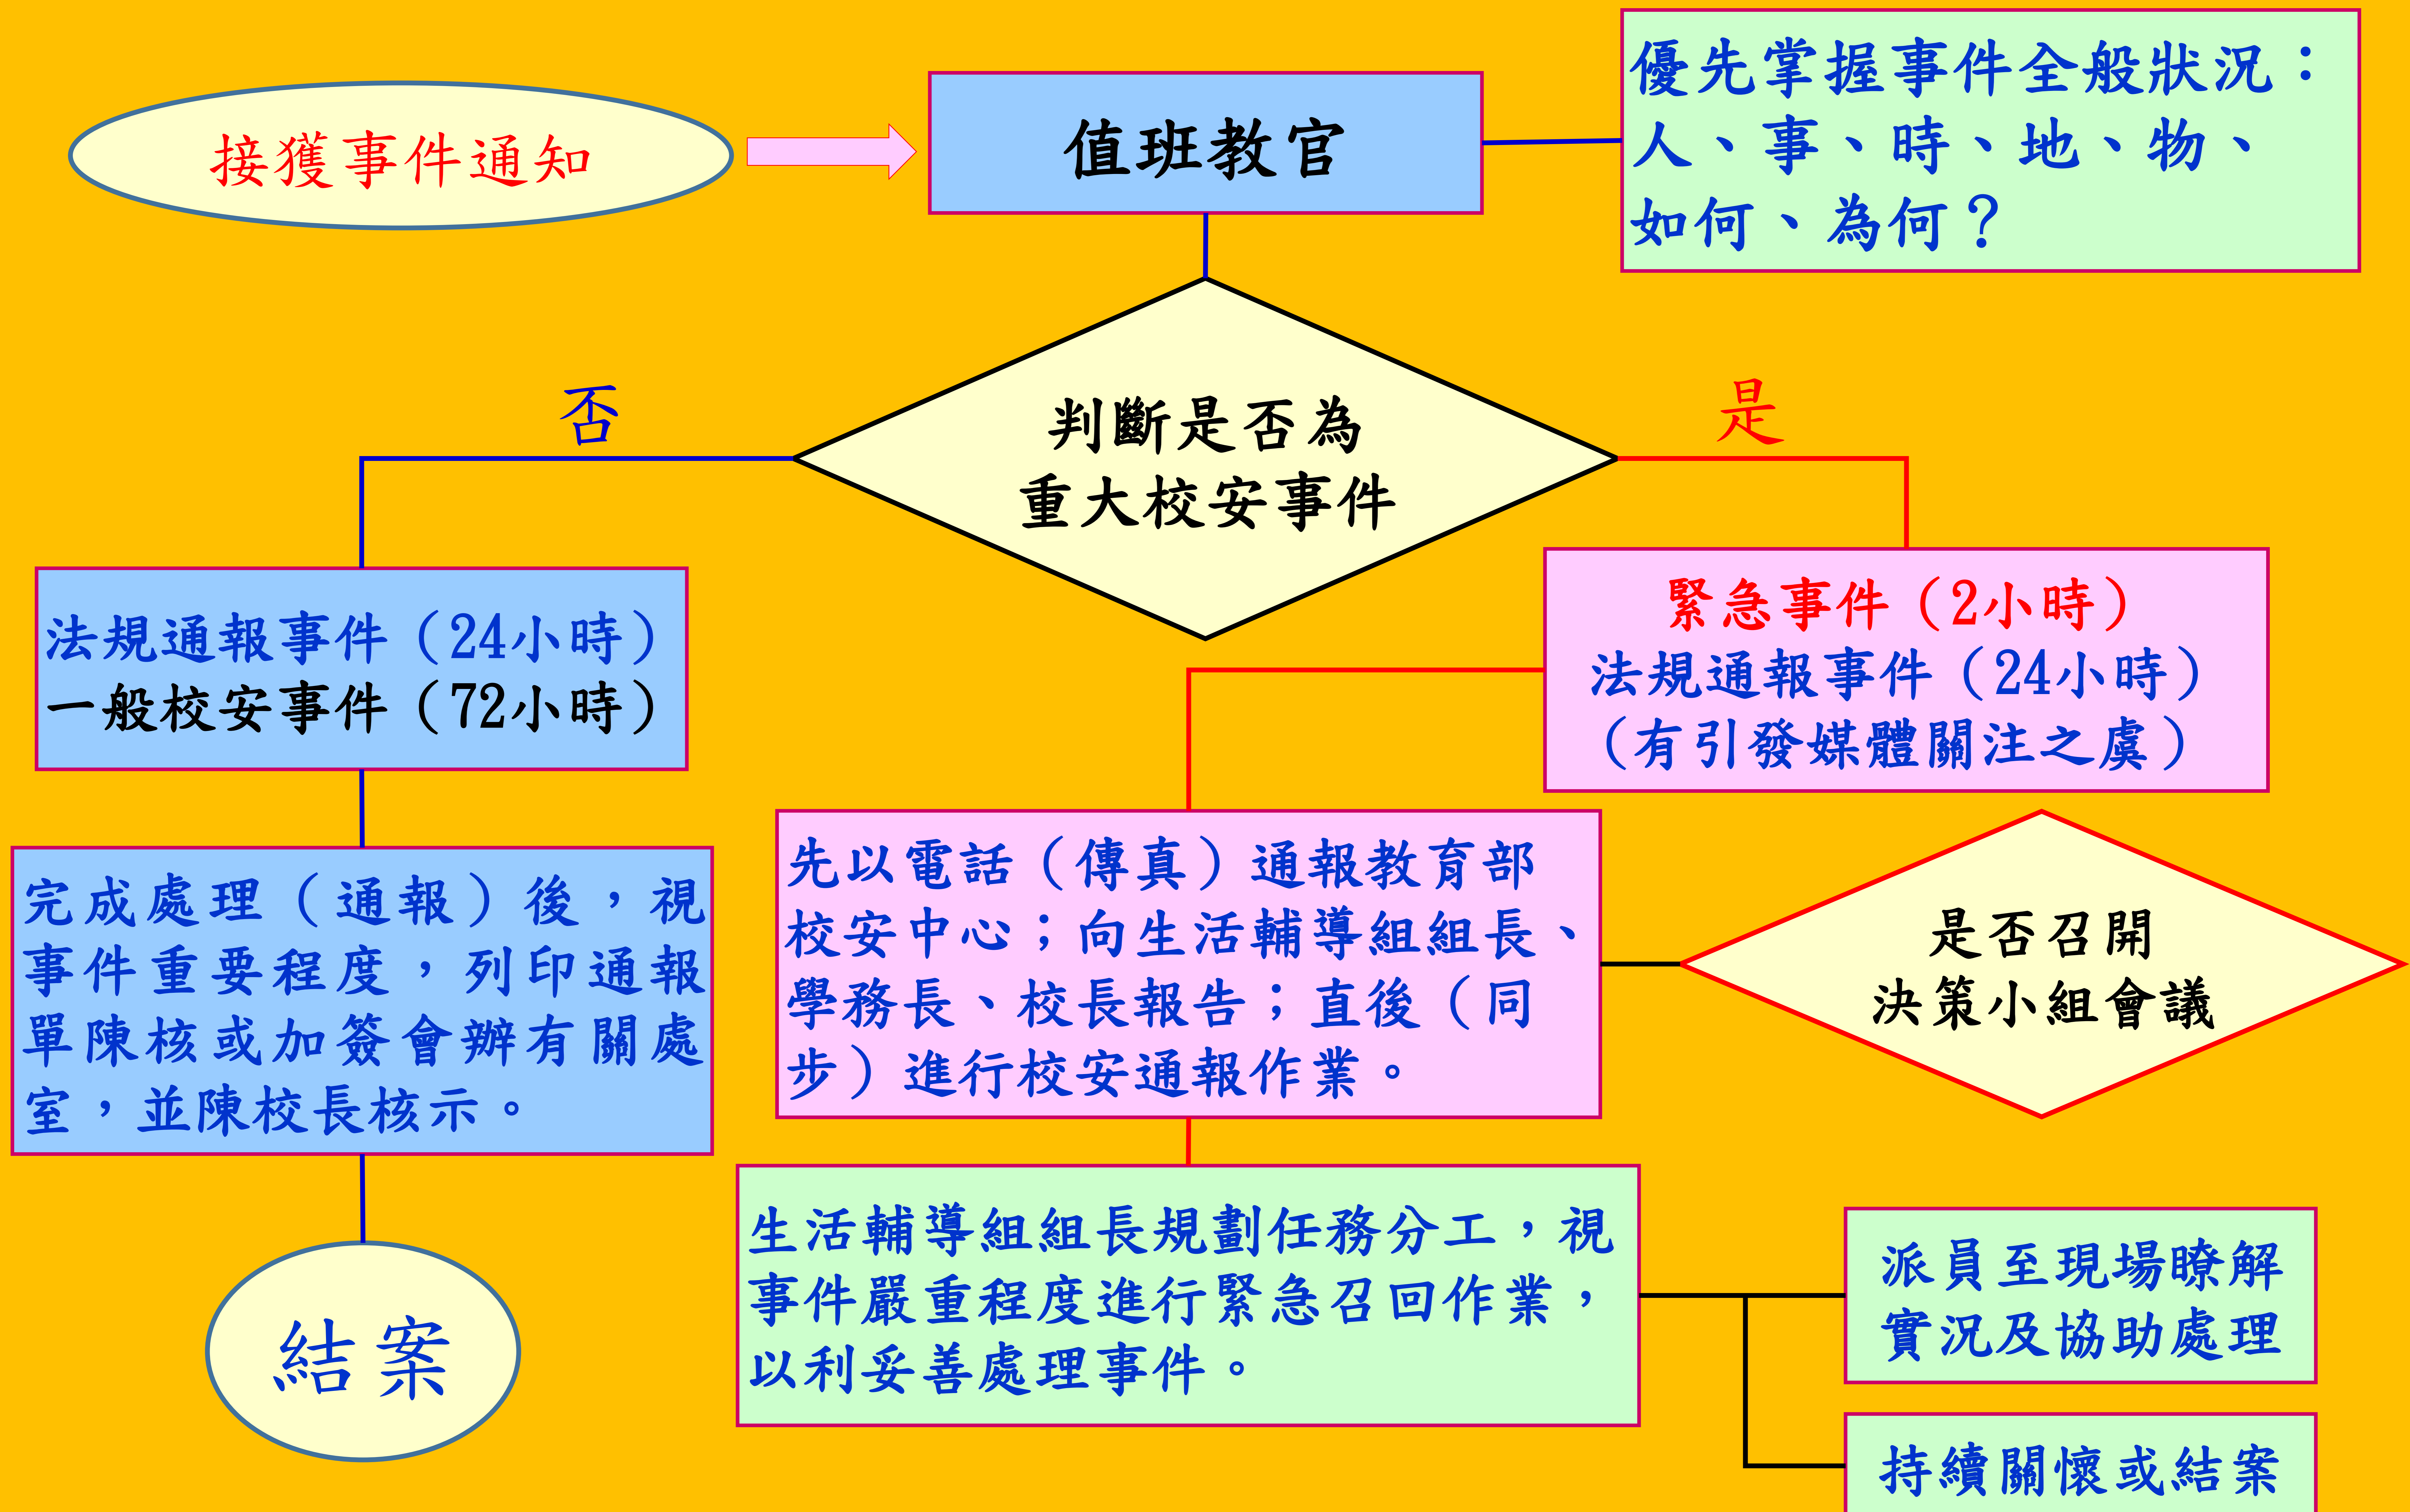 接獲事件通知
值班教官
優先掌握事件全般狀況：
人、事、時、地、物、
如何、為何？
否
判斷是否為
重大校安事件
是
法規通報事件（24小時）
一般校安事件（72小時）
緊急事件（2小時）
法規通報事件（24小時）
（有引發媒體關注之虞）
完成處理（通報）後，視
事件重要程度，列印通報
單陳核或加簽會辦有關處
室，並陳校長核示。
先以電話（傳真）通報教育部
校安中心；向生活輔導組組長、
學務長、校長報告；直後（同
步）進行校安通報作業。
是否召開
決策小組會議
結案
生活輔導組組長規劃任務分工，視
事件嚴重程度進行緊急召回作業，
以利妥善處理事件。
派員至現場瞭解
實況及協助處理
持續關懷或結案